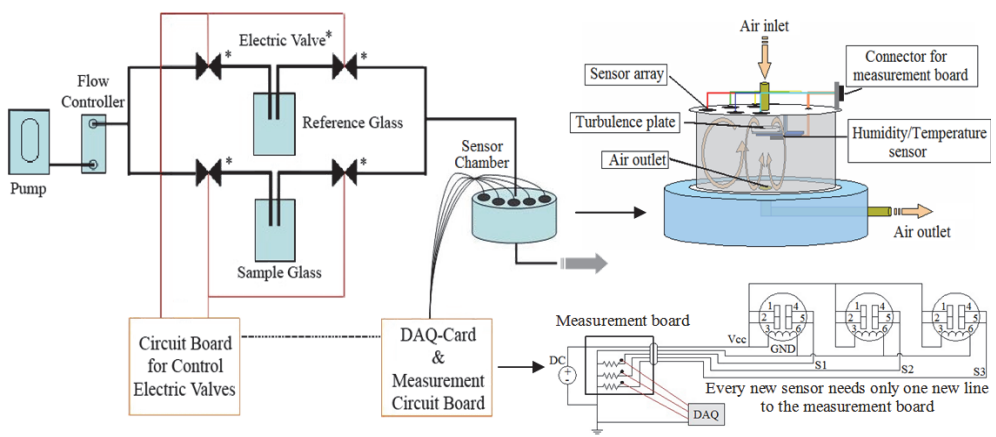 Pump
Flow
Controller
*
Electric Valve*
*
Reference Glass
*
*
Sample Glass
Sensor
Chamber
Circuit Board
for Control
Electric Valves
DAQ-Card
&
Measurement
Circuit Board
Air inlet
Sensor array
Connector for
measurement board
Turbulence plate
Humidity/Temperature
sensor
Air outlet
Air outlet
Measurement board
DC
+
-
DAQ
Vcc
GND
1 4
2 5
3 6
1 4
2 5
3 6
1 4
2 5
3 6
S1
S2
S3
Every new sensor needs only one new line
to the measurement board